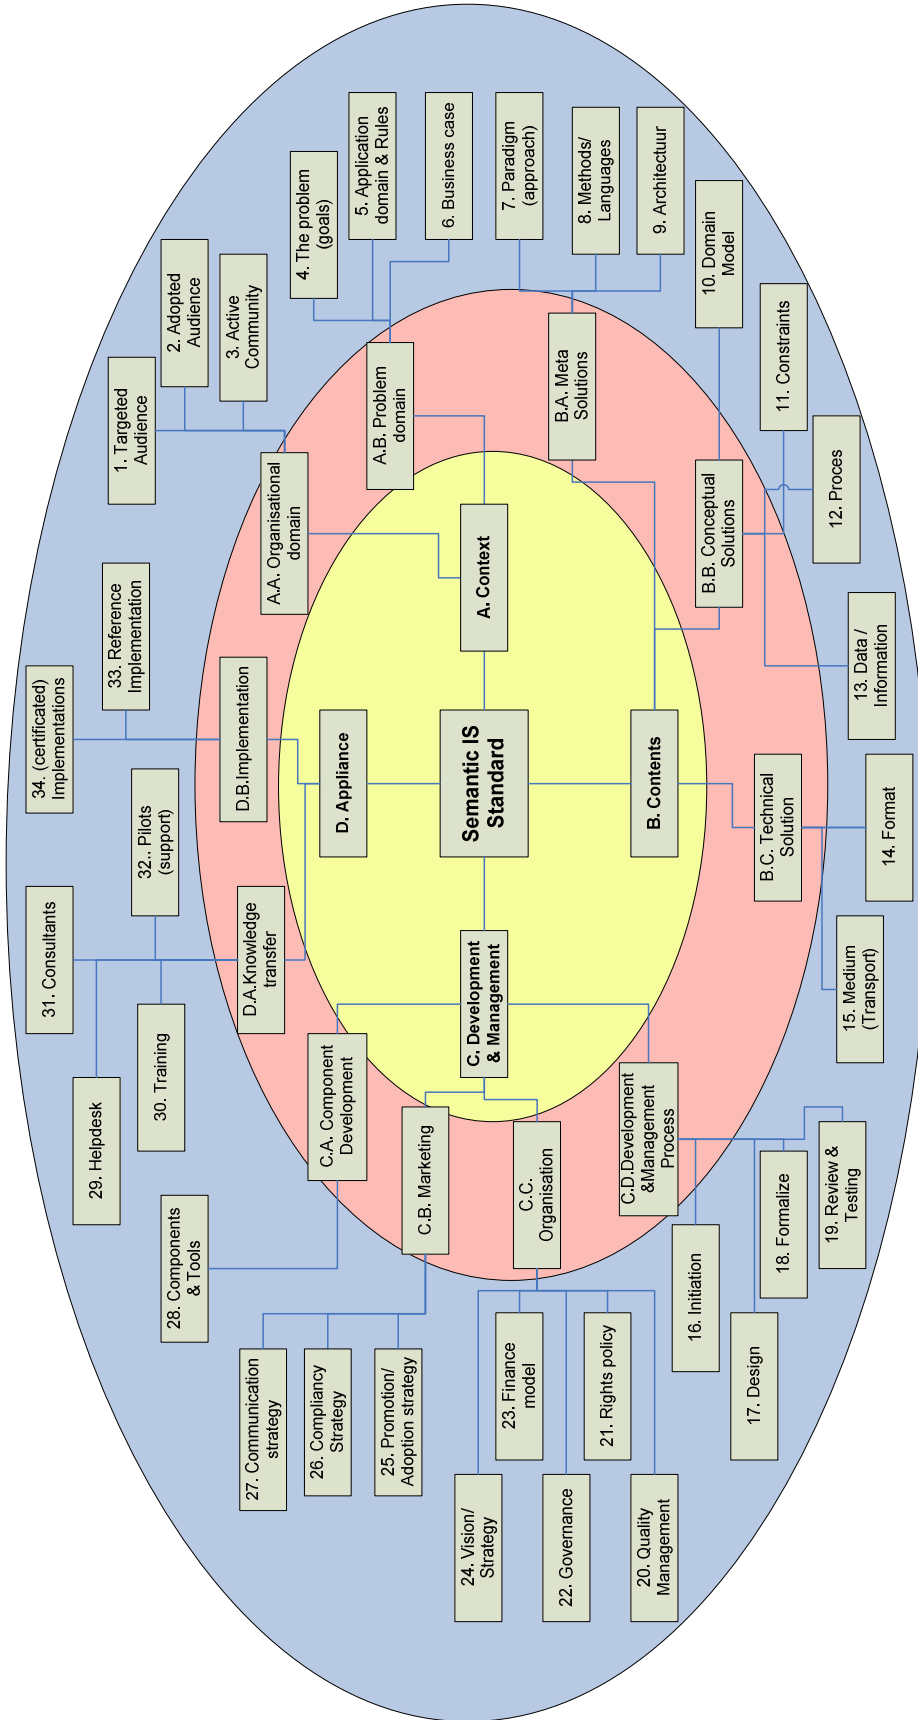 1. Targeted
Audience
2. Adopted
Audience
3. Active
Community
4. The problem
(goals)
5. Application
domain & Rules
6. Business case
7. Paradigm
(approach)
8. Methods/
Languages
9. Architectuur
10. Domain
Model
11. Constraints
12. Proces
13. Data /
Information
14. Format
15. Medium
(Transport)
16. Initiation
17. Design
18. Formalize
19. Review &
Testing
20. Quality
Management
21. Rights policy
22. Governance
23. Finance
model
24. Vision/
Strategy
25. Promotion/
Adoption strategy
26. Compliancy
Strategy
27. Communication
strategy
28. Components
& Tools
29. Helpdesk
30. Training
31. Consultants
32.. Pilots
(support)
33. Reference
Implementation
34. (certificated)
Implementations
A.A. Organisational
domain
A.B. Problem
domain
B.A. Meta
Solutions
B.B. Conceptual
Solutions
B.C. Technical
Solution
C.A. Component
Development
C.B. Marketing
C.C.
Organisation
C.D.Development
&Management
Process
D.A.Knowledge
transfer
D.B.Implementation
A. Context
B. Contents
C. Development
& Management
D. Appliance
Semantic IS
Standard